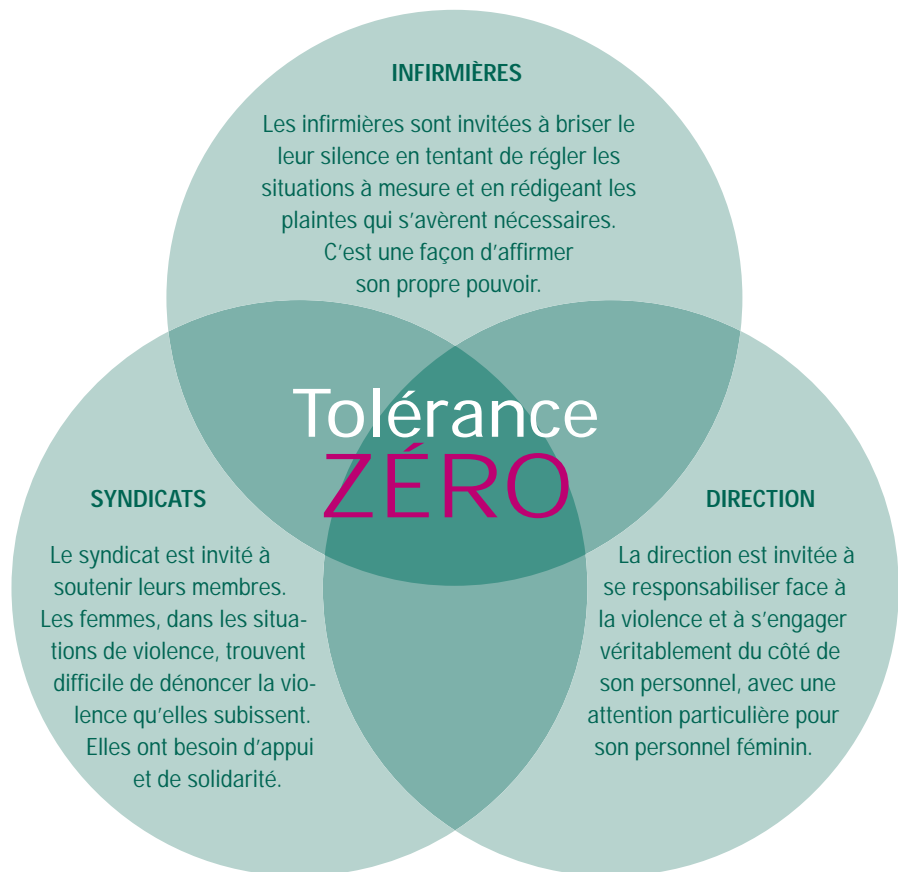 INFIRMIÈRES
Les infirmières sont invitées à briser le
leur silence en tentant de régler les
situations à mesure et en rédigeant les
plaintes qui s'avèrent nécessaires.
C'est une façon d'affirmer
son propre pouvoir.
Tolérance
ZÉRO
SYNDICATS
Le syndicat est invité à
soutenir leurs membres.
Les femmes, dans les situa-
tions de violence, trouvent
difficile de dénoncer la vio-
lence qu'elles subissent.
Elles ont besoin d'appui
et de solidarité.
DIRECTION
La direction est invitée à
se responsabiliser face à
la violence et à s'engager
véritablement du côté de
son personnel, avec une
attention particulière pour
son personnel féminin.